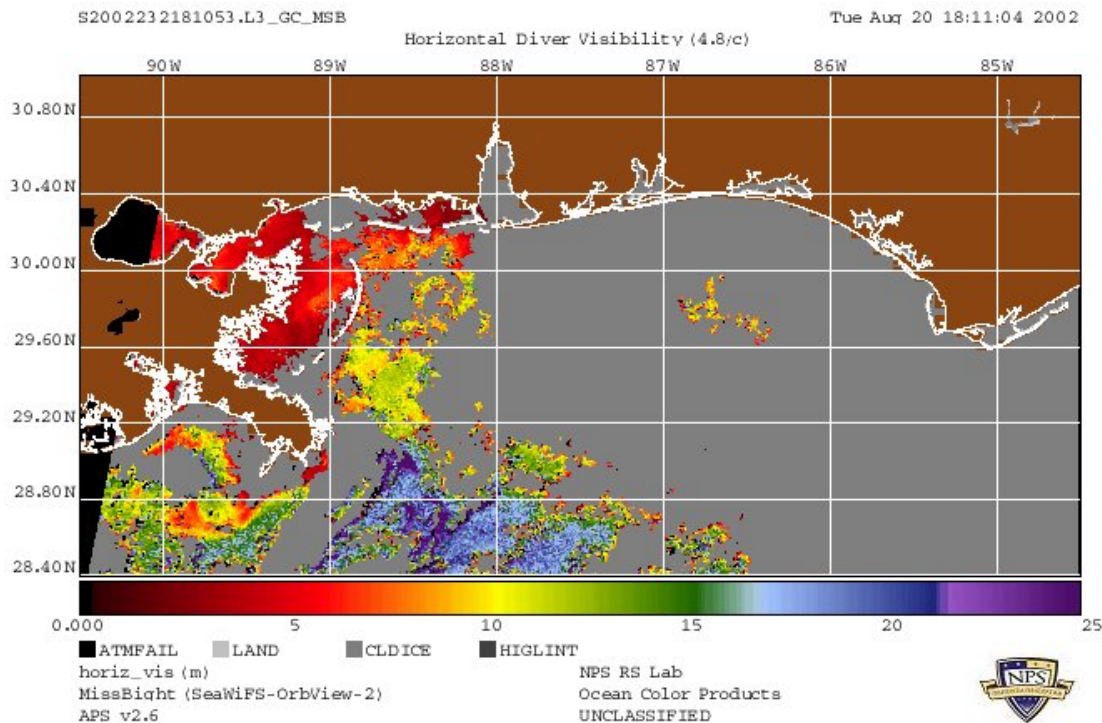 S2002232181053.L3_GC_MSB Tue Aug 20 18:11:04 2002
Horizontal Diver Visibility (4.8/c)
90W 89W 88W 87W 86W 85W
30.80N
30.40N
30.00N
29.60N
29.20N
28.80N
28.40N
0.000 5 10 15 20 25
ATMFAIL LAND CLDICE HIGLINT
horiz_vis (m) NPS RS Lab
MissBight (SeaWiFS-OrbView-2) Ocean Color Products
APS v2.6 UNCLASSIFIED
NPS